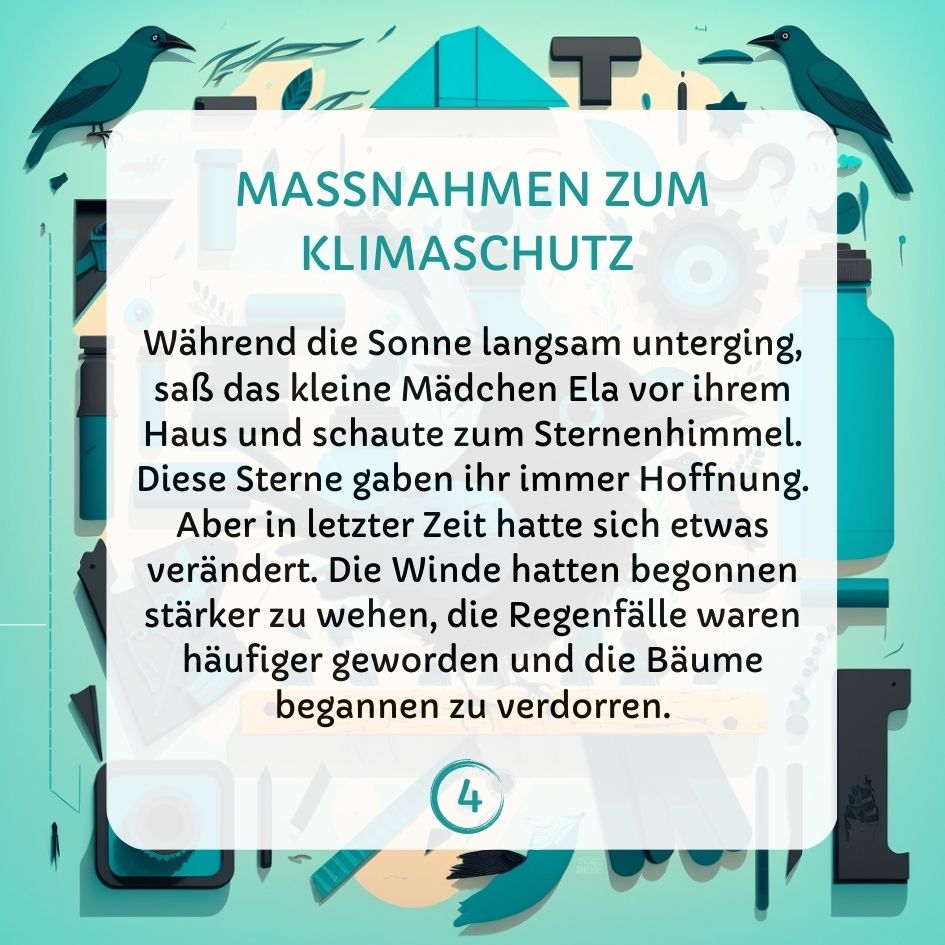 MASSNAHMEN ZUM
KLIMASCHUTZ
Während die Sonne langsam unterging,
saß das kleine Mädchen Ela vor ihrem
Haus und schaute zum Sternenhimmel.
Diese Sterne gaben ihr immer Hoffnung.
Aber in letzter Zeit hatte sich etwas
verändert. Die Winde hatten begonnen
stärker zu wehen, die Regenfälle waren
häufiger geworden und die Bäume
begannen zu verdorren.
4